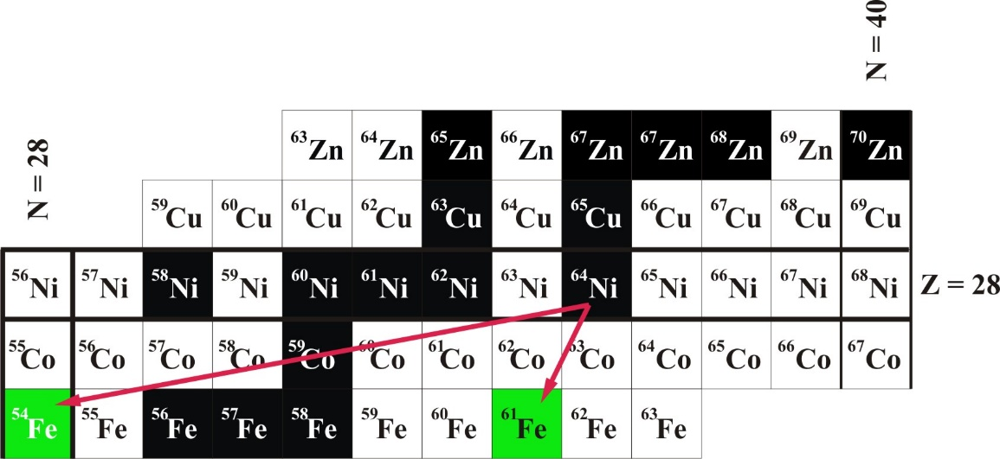 N = 40
N = 28
63Zn 64Zn 65Zn 66Zn 67Zn 67Zn 68Zn 69Zn 70Zn
59Cu 60Cu 61Cu 62Cu 63Cu 64Cu 65Cu 66Cu 67Cu 68Cu 69Cu
56Ni 57Ni 58Ni 59Ni 60Ni 61Ni 62Ni 63Ni 64Ni 65Ni 66Ni 67Ni 68Ni Z = 28
55Co 56Co 57Co 58Co 59Co 60Co 61Co 62Co 63Co 64Co 65Co 66Co 67Co
54Fe 55Fe 56Fe 57Fe 58Fe 59Fe 60Fe 61Fe 62Fe 63Fe